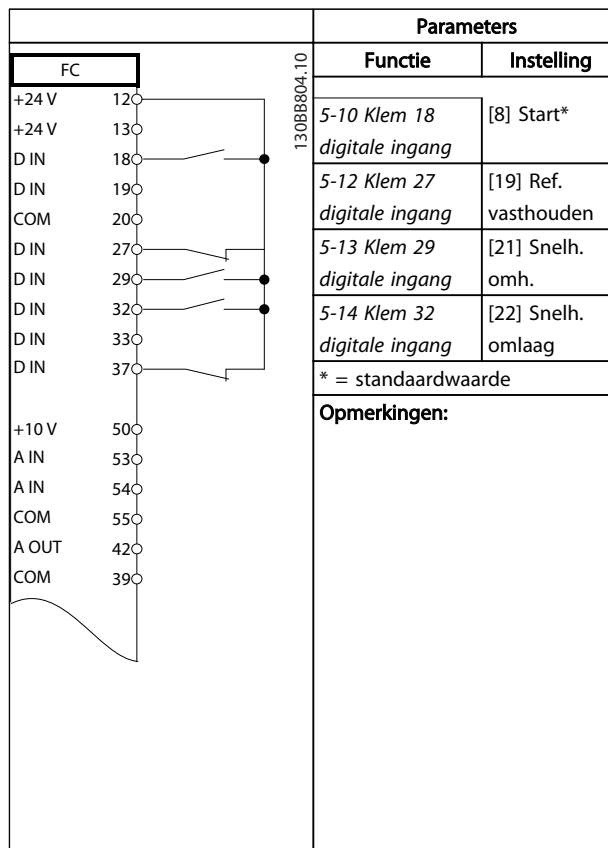 Parameters
FC
130BB804.10
Functie Instelling
+24 V 12
+24 V 13
D IN 18
D IN 19
COM 20
D IN 27
D IN 29
D IN 32
D IN 33
D IN 37
+10 V 50
A IN 53
A IN 54
COM 55
A OUT 42
COM 39
5-10 Klem 18 [8] Start*
digitale ingang
5-12 Klem 27 [19] Ref.
digitale ingang vasthouden
5-13 Klem 29 [21] Snelh.
digitale ingang omh.
5-14 Klem 32 [22] Snelh.
digitale ingang omlaag
* = standaardwaarde
Opmerkingen: